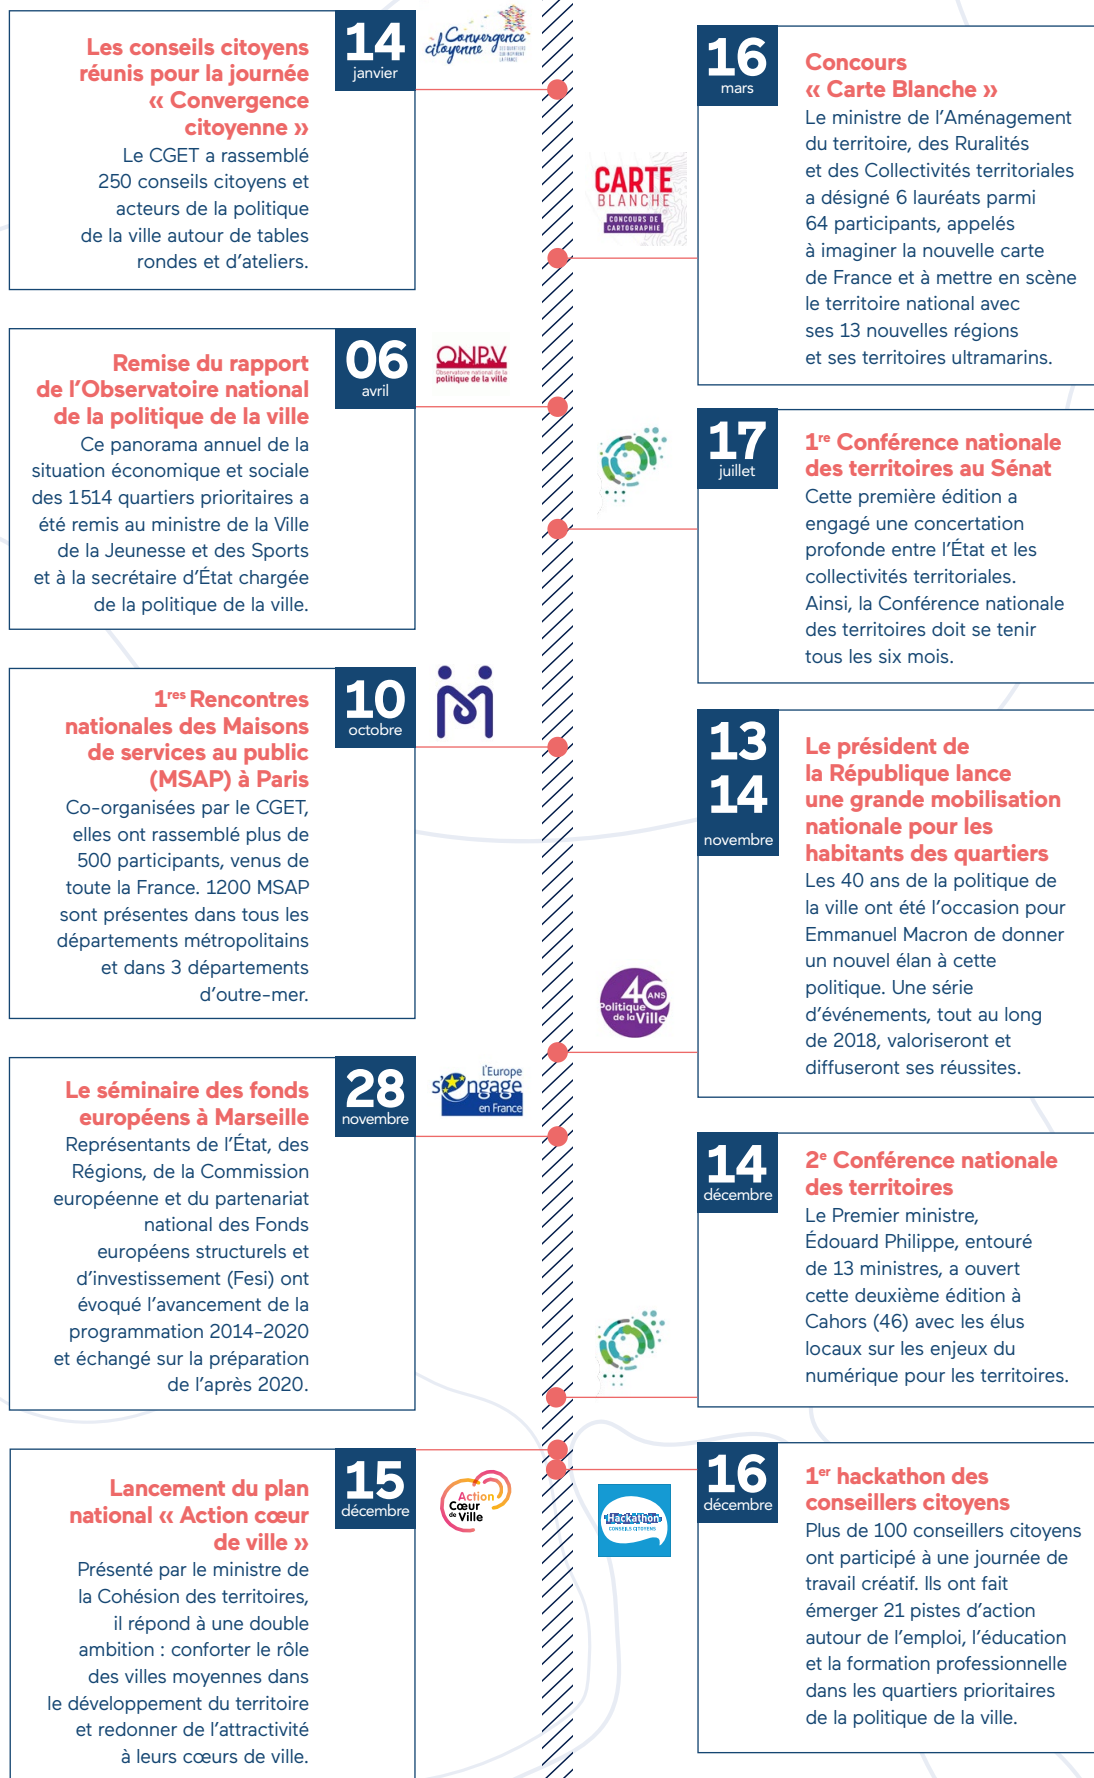 14
janvier
Les conseils citoyens
réunis pour la journée
« Convergence
citoyenne »
Le CGET a rassemblé
250 conseils citoyens et
acteurs de la politique
de la ville autour de tables
rondes et d’ateliers.
Convergence
citoyenne
16
mars
Concours
« Carte Blanche »
Le ministre de l’Aménagement
du territoire, des Ruralités
et des Collectivités territoriales
a désigné 6 lauréats parmi
64 participants, appelés
à imaginer la nouvelle carte
de France et à mettre en scène
le territoire national avec
ses 13 nouvelles régions
et ses territoires ultramarins.
CARTE
BLANCHE
CONCOURS DE
CARTOGRAPHIE
06
avril
Remise du rapport
de l’Observatoire national
de la politique de la ville
Ce panorama annuel de la
situation économique et sociale
des 1514 quartiers prioritaires a
été remis au ministre de la Ville
de la Jeunesse et des Sports
et à la secrétaire d’État chargée
de la politique de la ville.
ONPV
Observatoire national de la
politique de la ville
17
juillet
1re Conférence nationale
des territoires au Sénat
Cette première édition a
engagé une concertation
profonde entre l’État et les
collectivités territoriales.
Ainsi, la Conférence nationale
des territoires doit se tenir
tous les six mois.
10
octobre
1res Rencontres
nationales des Maisons
de services au public
(MSAP) à Paris
Co-organisées par le CGET,
elles ont rassemblé plus de
500 participants, venus de
toute la France. 1200 MSAP
sont présentes dans tous les
départements métropolitains
et dans 3 départements
d’outre-mer.
13
14
novembre
Le président de
la République lance
une grande mobilisation
nationale pour les
habitants des quartiers
Les 40 ans de la politique de
la ville ont été l’occasion pour
Emmanuel Macron de donner
un nouvel élan à cette
politique. Une série
d’événements, tout au long
de 2018, valoriseront et
diffuseront ses réussites.
40
ANS
Politique
de la Ville
28
novembre
Le séminaire des fonds
européens à Marseille
Représentants de l’État, des
Régions, de la Commission
européenne et du partenariat
national des Fonds
européens structurels et
d’investissement (Fesi) ont
évoqué l’avancement de la
programmation 2014-2020
et échangé sur la préparation
de l’après 2020.
l'Europe
s'engage
en France
14
décembre
2e Conférence nationale
des territoires
Le Premier ministre,
Édouard Philippe, entouré
de 13 ministres, a ouvert
cette deuxième édition à
Cahors (46) avec les élus
locaux sur les enjeux du
numérique pour les territoires.
15
décembre
Lancement du plan
national « Action cœur
de ville »
Présenté par le ministre de
la Cohésion des territoires,
il répond à une double
ambition : conforter le rôle
des villes moyennes dans
le développement du territoire
et redonner de l’attractivité
à leurs cœurs de ville.
Action
Cœur
de Ville
16
décembre
1er hackathon des
conseillers citoyens
Plus de 100 conseillers citoyens
ont participé à une journée de
travail créatif. Ils ont fait
émerger 21 pistes d’action
autour de l’emploi, l’éducation
et la formation professionnelle
dans les quartiers prioritaires
de la politique de la ville.
Hackathon
CONSEILS CITOYENS